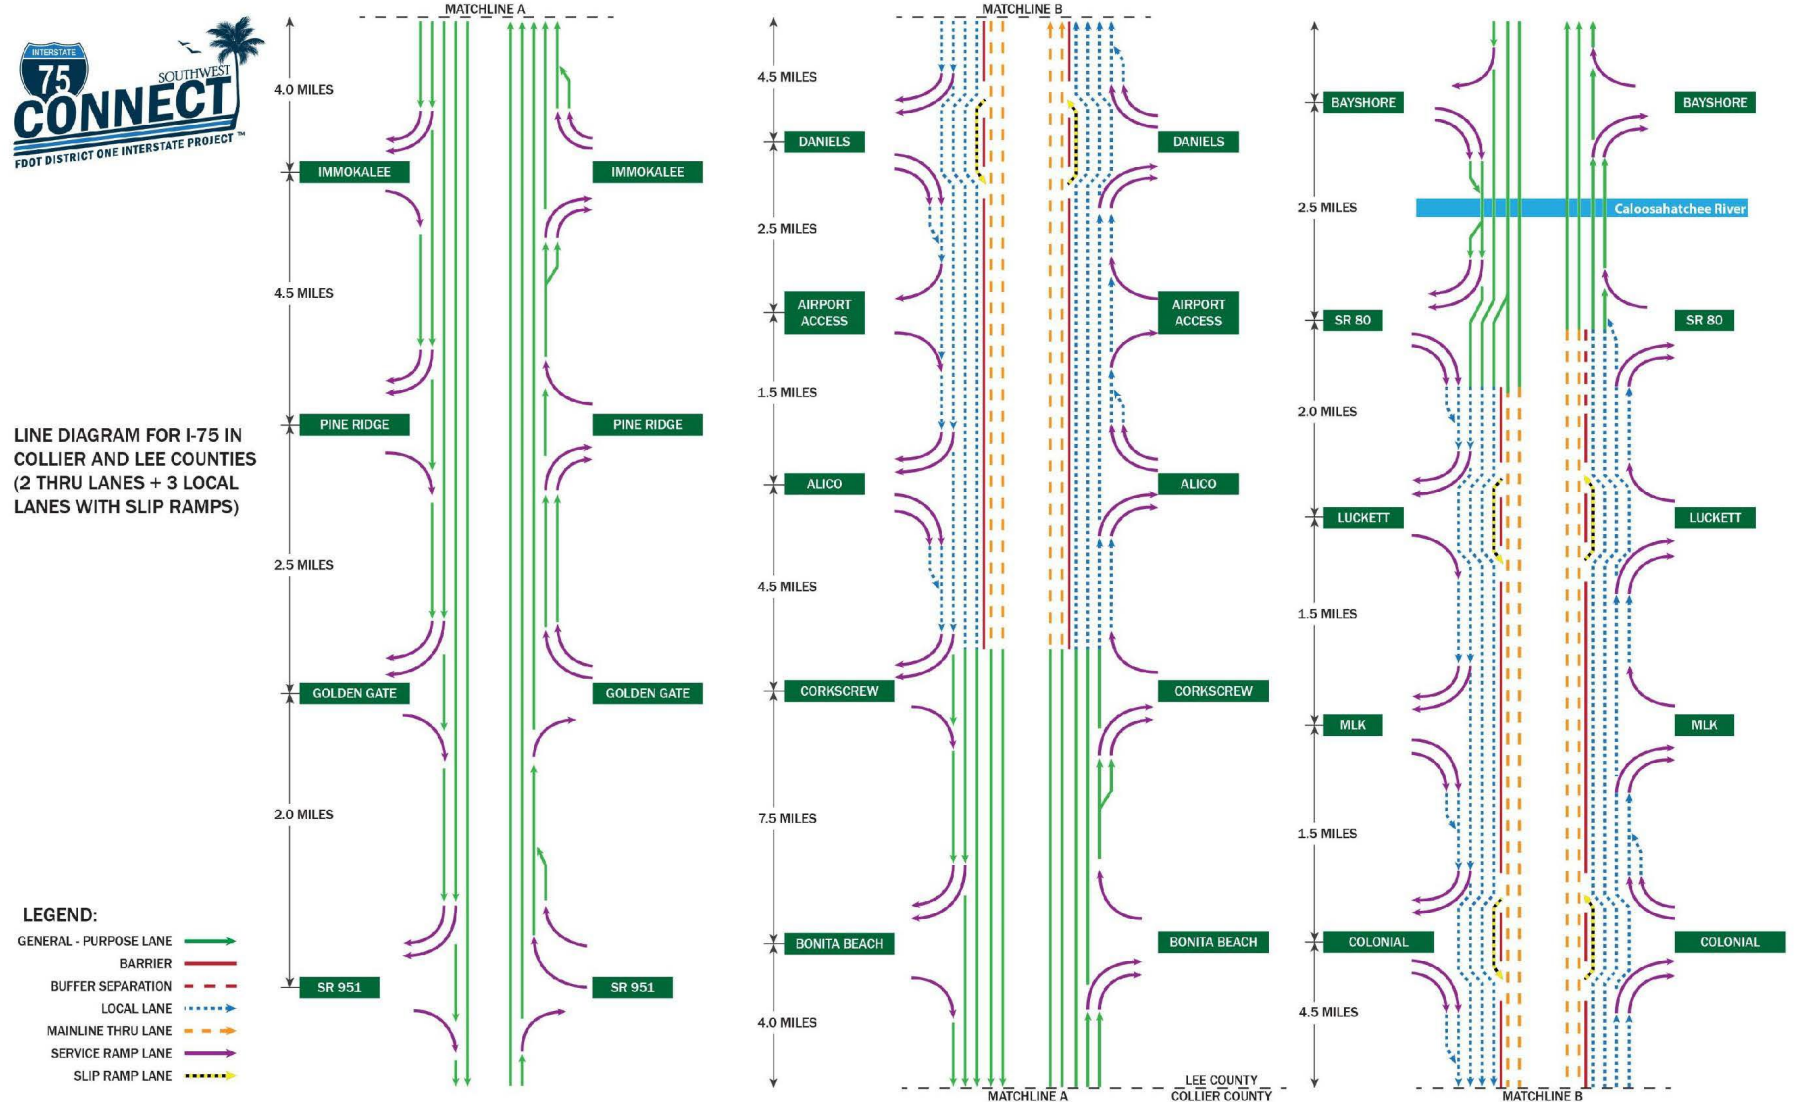 INTERSTATE
75
SOUTHWEST
CONNECT
FDOT DISTRICT ONE INTERSTATE PROJECT ™
LINE DIAGRAM FOR I-75 IN
COLLIER AND LEE COUNTIES
(2 THRU LANES + 3 LOCAL
LANES WITH SLIP RAMPS)
LEGEND:
GENERAL - PURPOSE LANE
BARRIER
BUFFER SEPARATION
LOCAL LANE
MAINLINE THRU LANE
SERVICE RAMP LANE
SLIP RAMP LANE
MATCHLINE A
4.0 MILES
IMMOKALEE IMMOKALEE
4.5 MILES
PINE RIDGE PINE RIDGE
2.5 MILES
GOLDEN GATE GOLDEN GATE
2.0 MILES
SR 951 SR 951
MATCHLINE B
4.5 MILES
DANIELS DANIELS
2.5 MILES
AIRPORT AIRPORT
ACCESS ACCESS
1.5 MILES
ALICO ALICO
4.5 MILES
CORKSCREW CORKSCREW
7.5 MILES
BONITA BEACH BONITA BEACH
4.0 MILES
LEE COUNTY
MATCHLINE A COLLIER COUNTY
BAYSHORE BAYSHORE
2.5 MILES
Caloosahatchee River
SR 80 SR 80
2.0 MILES
LUCKETT LUCKETT
1.5 MILES
MLK MLK
1.5 MILES
COLONIAL COLONIAL
4.5 MILES
MATCHLINE B